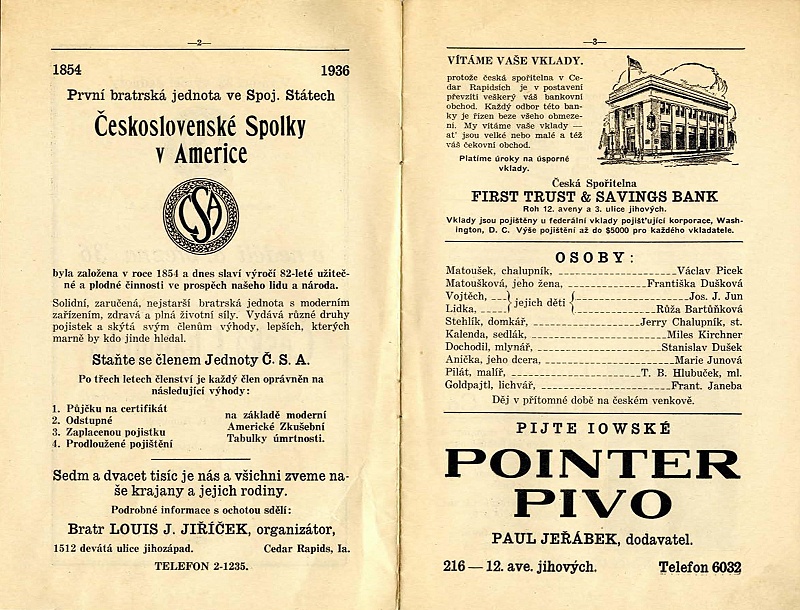 —2—
1854 1936
První bratrská jednota ve Spoj. Státech
Československé Spolky
v Americe
CSA
byla založena v roce 1854 a dnes slaví výročí 82-leté užiteč-
né a plodné činnosti ve prospěch našeho lidu a národa.
Solidní, zaručená, nejstarší bratrská jednota s moderním
zařízením, zdravá a plná životní síly. Vydává různé druhy
pojistek a skýtá svým členům výhody, lepších, kterých
marně by kdo jinde hledal.
Staňte se členem Jednoty Č. S. A.
Po třech letech členství je každý člen oprávněn na
následující výhody:
1. Půjčku na certifikát
2. Odstupné
3. Zaplacenou pojistku
4. Prodloužené pojištění
na základě moderní
Americké Zkušební
Tabulky úmrtnosti.
Sedm a dvacet tisíc je nás a všichni zveme na-
še krajany a jejich rodiny.
Podrobné informace s ochotou sdělí:
Bratr LOUIS J. JIŘÍČEK, organizátor,
1512 devátá ulice jihozápad. Cedar Rapids, Ia.
TELEFON 2-1235.
—3—
VÍTÁME VAŠE VKLADY.
protože česká spořitelna v Ce-
dar Rapidsích je v postavení
převzíti veškerý váš bankovní
obchod. Každý odbor této ban-
ky je řízen beze všeho obmeze-
ní. My vítáme vaše vklady —
ať jsou velké nebo malé a též
váš čekovní obchod.
Platíme úroky na úsporné
vklady.
Česká Spořitelna
FIRST TRUST & SAVINGS BANK
Roh 12. aveny a 3. ulice jihových.
Vklady jsou pojištěny u federální vklady pojišťující korporace, Wash-
ington, D. C. Výše pojištění až do $5000 pro každého vkladatele.
OSOBY:
Matoušek, chalupník, Václav Picek
Matoušková, jeho žena, Františka Dušková
Vojtěch, } jejich děti { Jos. J. Jun
Lidka, Růža Bartůňková
Stehlík, domkář, Jerry Chalupník, st.
Kalenda, sedlák, Miles Kirchner
Dochodil, mlynář, Stanislav Dušek
Anička, jeho dcera, Marie Junová
Pilát, malíř, T. B. Hlubuček, ml.
Goldpajtl, lichvář, Frant. Janeba
Děj v přítomné době na českém venkově.
PIJTE IOWSKÉ
POINTER
PIVO
PAUL JEŘÁBEK, dodavatel.
216 — 12. ave. jihových. Telefon 6032